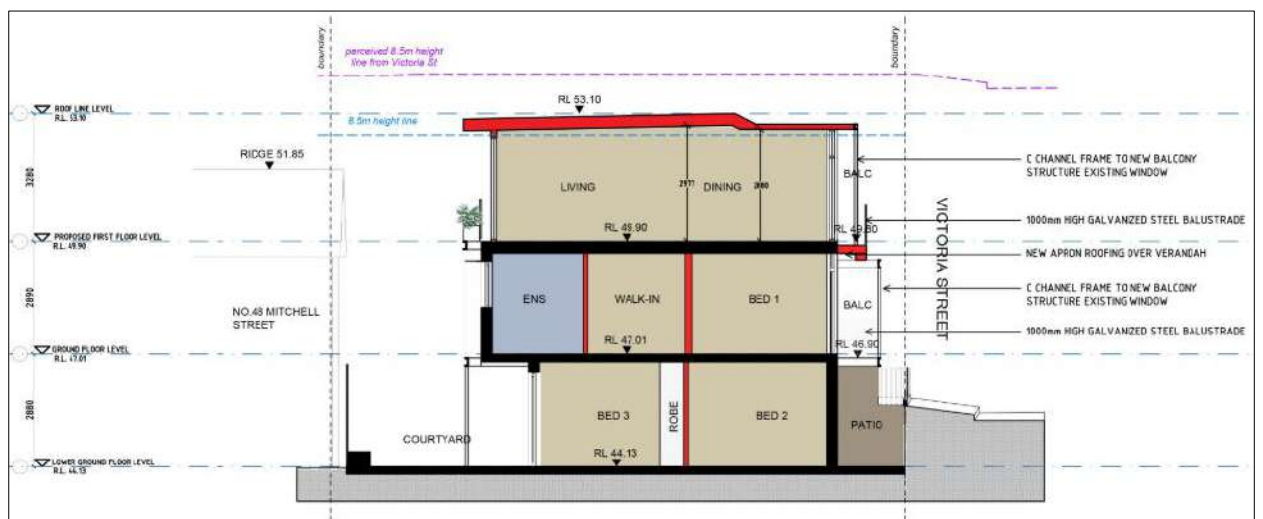 boundary
perceived 8.5m height
line from Victoria St
boundary
ROOF LINE LEVEL
R.L. 53.10
RL 53.10
8.5m height line
RIDGE 51.85
3280
LIVING
2977
DINING
2880
BALC
C CHANNEL FRAME TO NEW BALCONY
STRUCTURE EXISTING WINDOW
VICTORIA STREET
1000mm HIGH GALVANIZED STEEL BALUSTRADE
PROPOSED FIRST FLOOR LEVEL
R.L. 49.90
RL 49.90
RL 49.80
NEW APRON ROOFING OVER VERANDAH
2890
ENS
WALK-IN
BED 1
BALC
C CHANNEL FRAME TO NEW BALCONY
STRUCTURE EXISTING WINDOW
NO.48 MITCHELL
STREET
1000mm HIGH GALVANIZED STEEL BALUSTRADE
GROUND FLOOR LEVEL
R.L. 47.01
RL 47.01
RL 46.90
2880
COURTYARD
BED 3
ROBE
BED 2
PATIO
LOWER GROUND FLOOR LEVEL
R.L. 44.13
RL 44.13